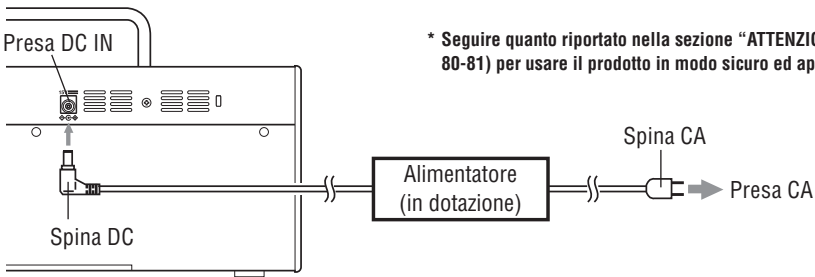 Presa DC IN
* Seguire quanto riportato nella sezione “ATTENZIO
80-81) per usare il prodotto in modo sicuro ed ap
Spina CA
Alimentatore
(in dotazione)
Presa CA
Spina DC